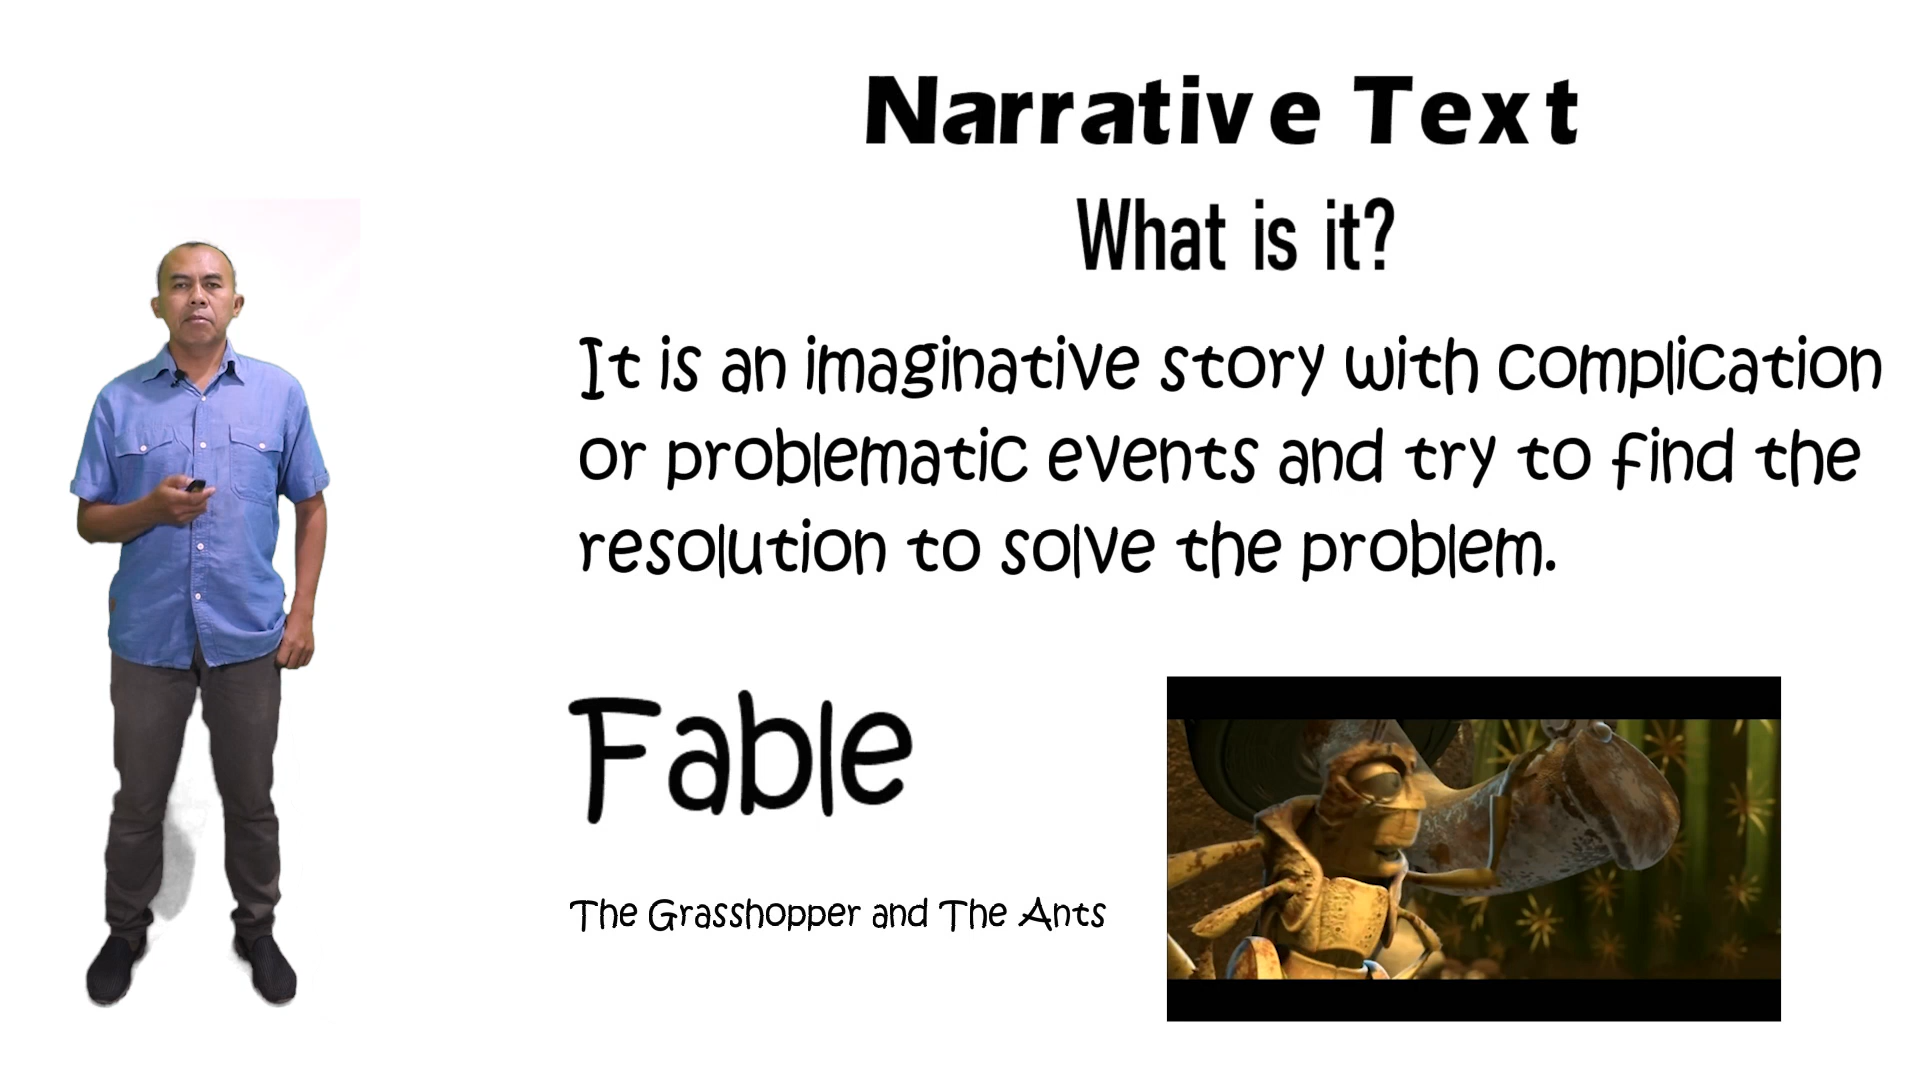 Narrative Text
What is it?
It is an imaginative story with complication
or problematic events and try to find the
resolution to solve the problem.
Fable
The Grasshopper and The Ants